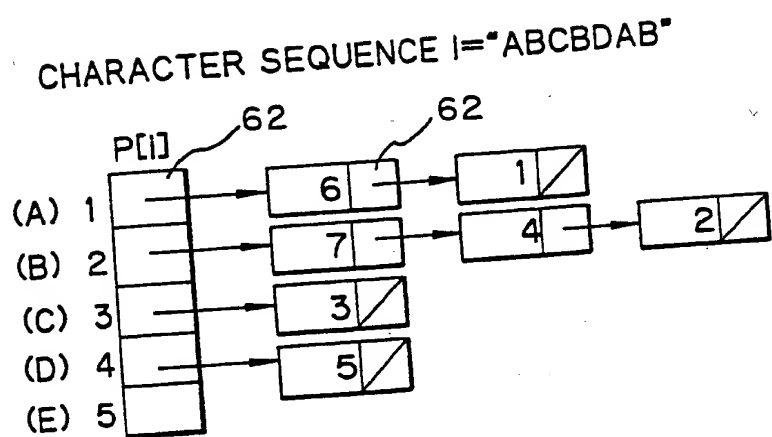 CHARACTER SEQUENCE I="ABCBDAB"
62 62
P[i]
(A) 1 6 1
(B) 2 7 4 2
(C) 3 3
(D) 4 5
(E) 5